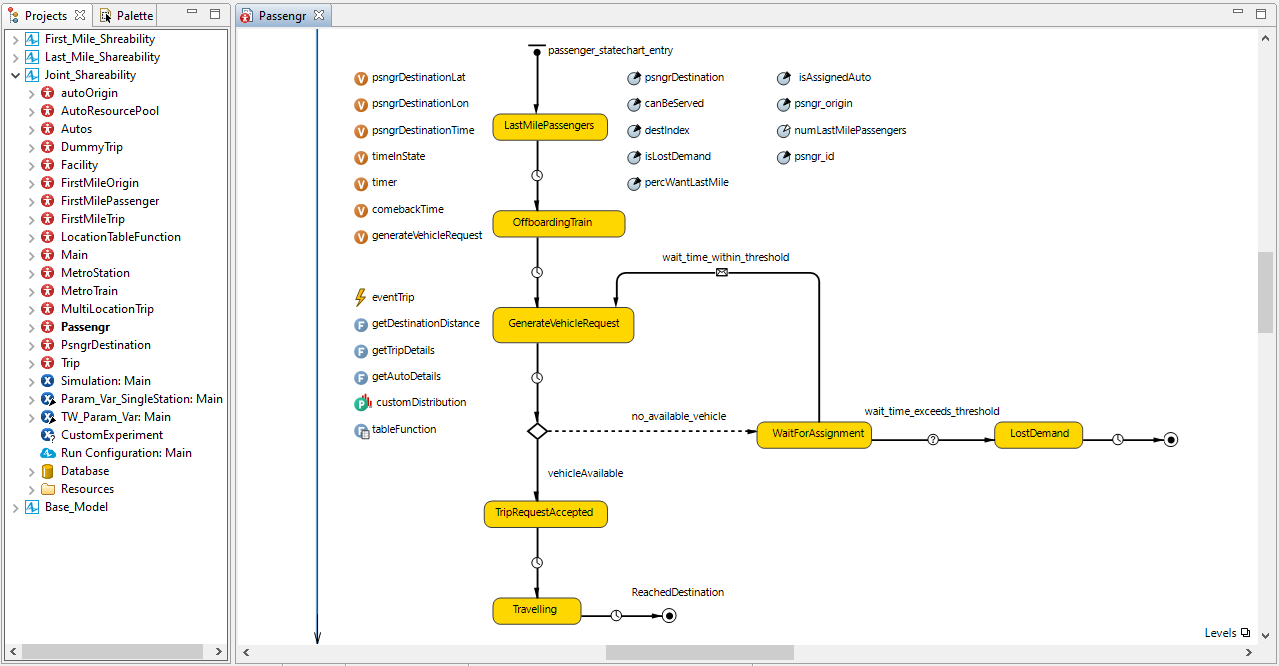 Projects
Palette
First_Mile_Shreability
Last_Mile_Shareability
Joint_Shareability
autoOrigin
AutoResourcePool
Autos
DummyTrip
Facility
FirstMileOrigin
FirstMilePassenger
FirstMileTrip
LocationTableFunction
Main
MetroStation
MetroTrain
MultiLocationTrip
Passengr
PsngrDestination
Trip
Simulation: Main
Param_Var_SingleStation: Main
TW_Param_Var: Main
CustomExperiment
Run Configuration: Main
Database
Resources
Base_Model
Passengr
passenger_statechart_entry
psngrDestinationLat
psngrDestinationLon
psngrDestinationTime
timeInState
timer
comebackTime
generateVehicleRequest
eventTrip
getDestinationDistance
getTripDetails
getAutoDetails
customDistribution
tableFunction
psngrDestination
canBeServed
destIndex
isLostDemand
percWantLastMile
isAssignedAuto
psngr_origin
numLastMilePassengers
psngr_id
LastMilePassengers
OffboardingTrain
wait_time_within_threshold
GenerateVehicleRequest
no_available_vehicle
WaitForAssignment
wait_time_exceeds_threshold
LostDemand
vehicleAvailable
TripRequestAccepted
Travelling
ReachedDestination
Levels